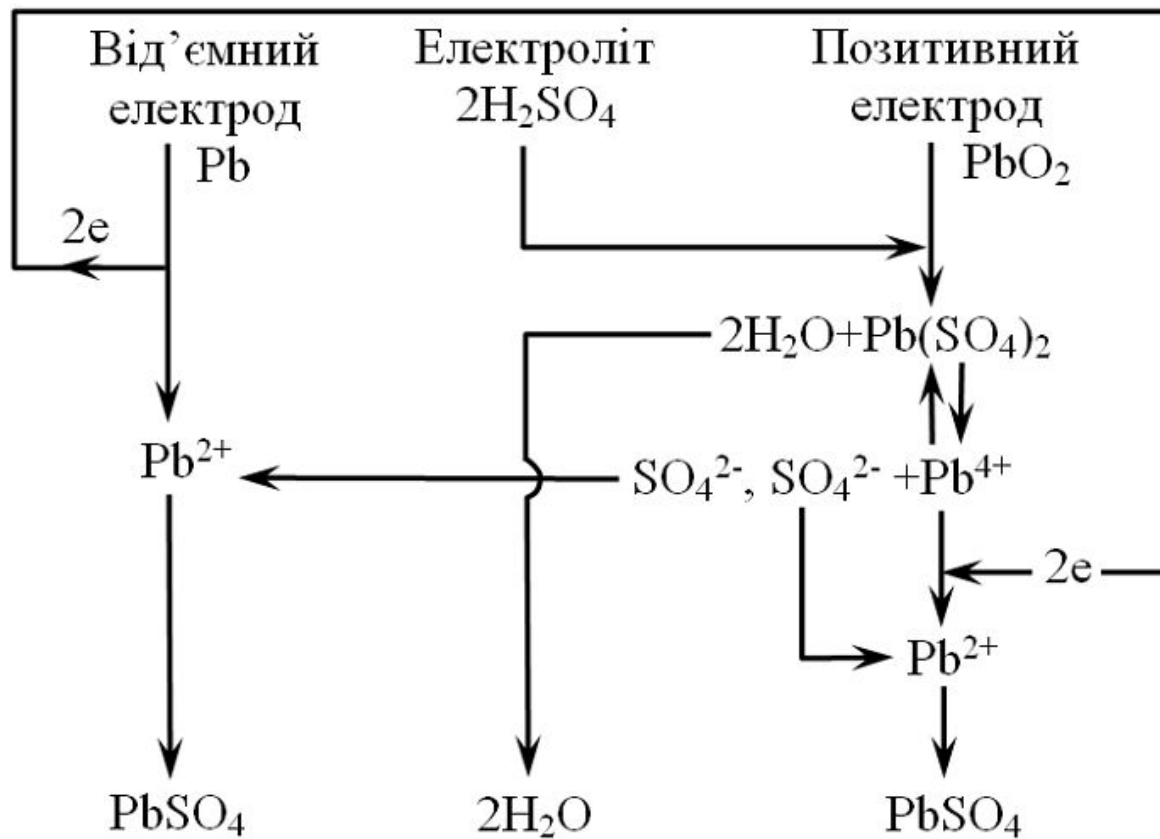 Від’ємний
електрод
Pb
Електроліт
2H₂SO₄
Позитивний
електрод
PbO₂
2e
2H₂O+Pb(SO₄)₂
Pb²⁺
SO₄²⁻, SO₄²⁻ +Pb⁴⁺
2e
Pb²⁺
PbSO₄
2H₂O
PbSO₄